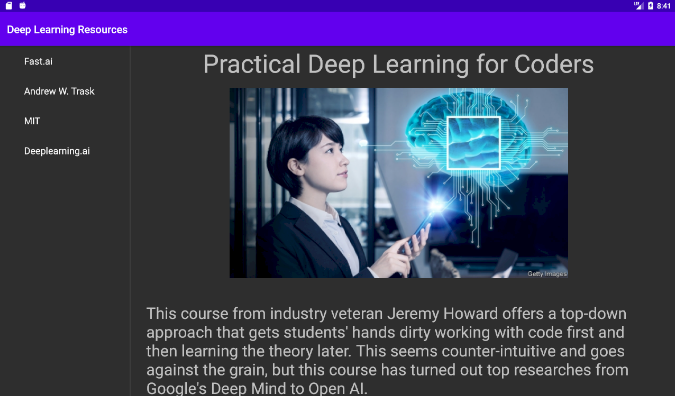 8:41
Deep Learning Resources
Fast.ai
Andrew W. Trask
MIT
Deeplearning.ai
Practical Deep Learning for Coders
Getty Images
This course from industry veteran Jeremy Howard offers a top-down
approach that gets students' hands dirty working with code first and
then learning the theory later. This seems counter-intuitive and goes
against the grain, but this course has turned out top researches from
Google's Deep Mind to Open AI.